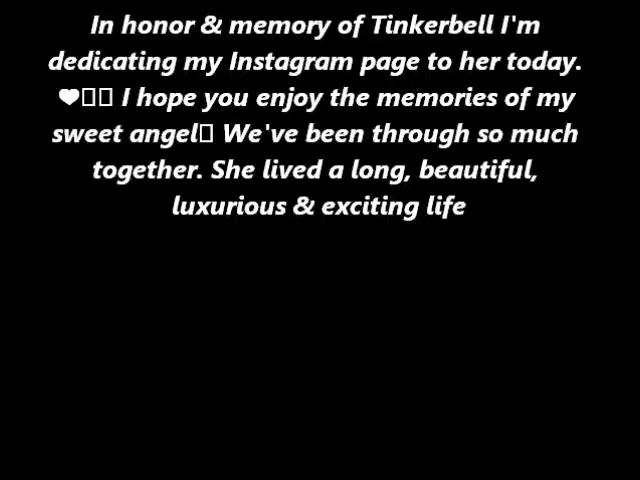 In honor & memory of Tinkerbell I'm
dedicating my Instagram page to her today.
❤▯▯ I hope you enjoy the memories of my
sweet angel▯ We've been through so much
together. She lived a long, beautiful,
luxurious & exciting life